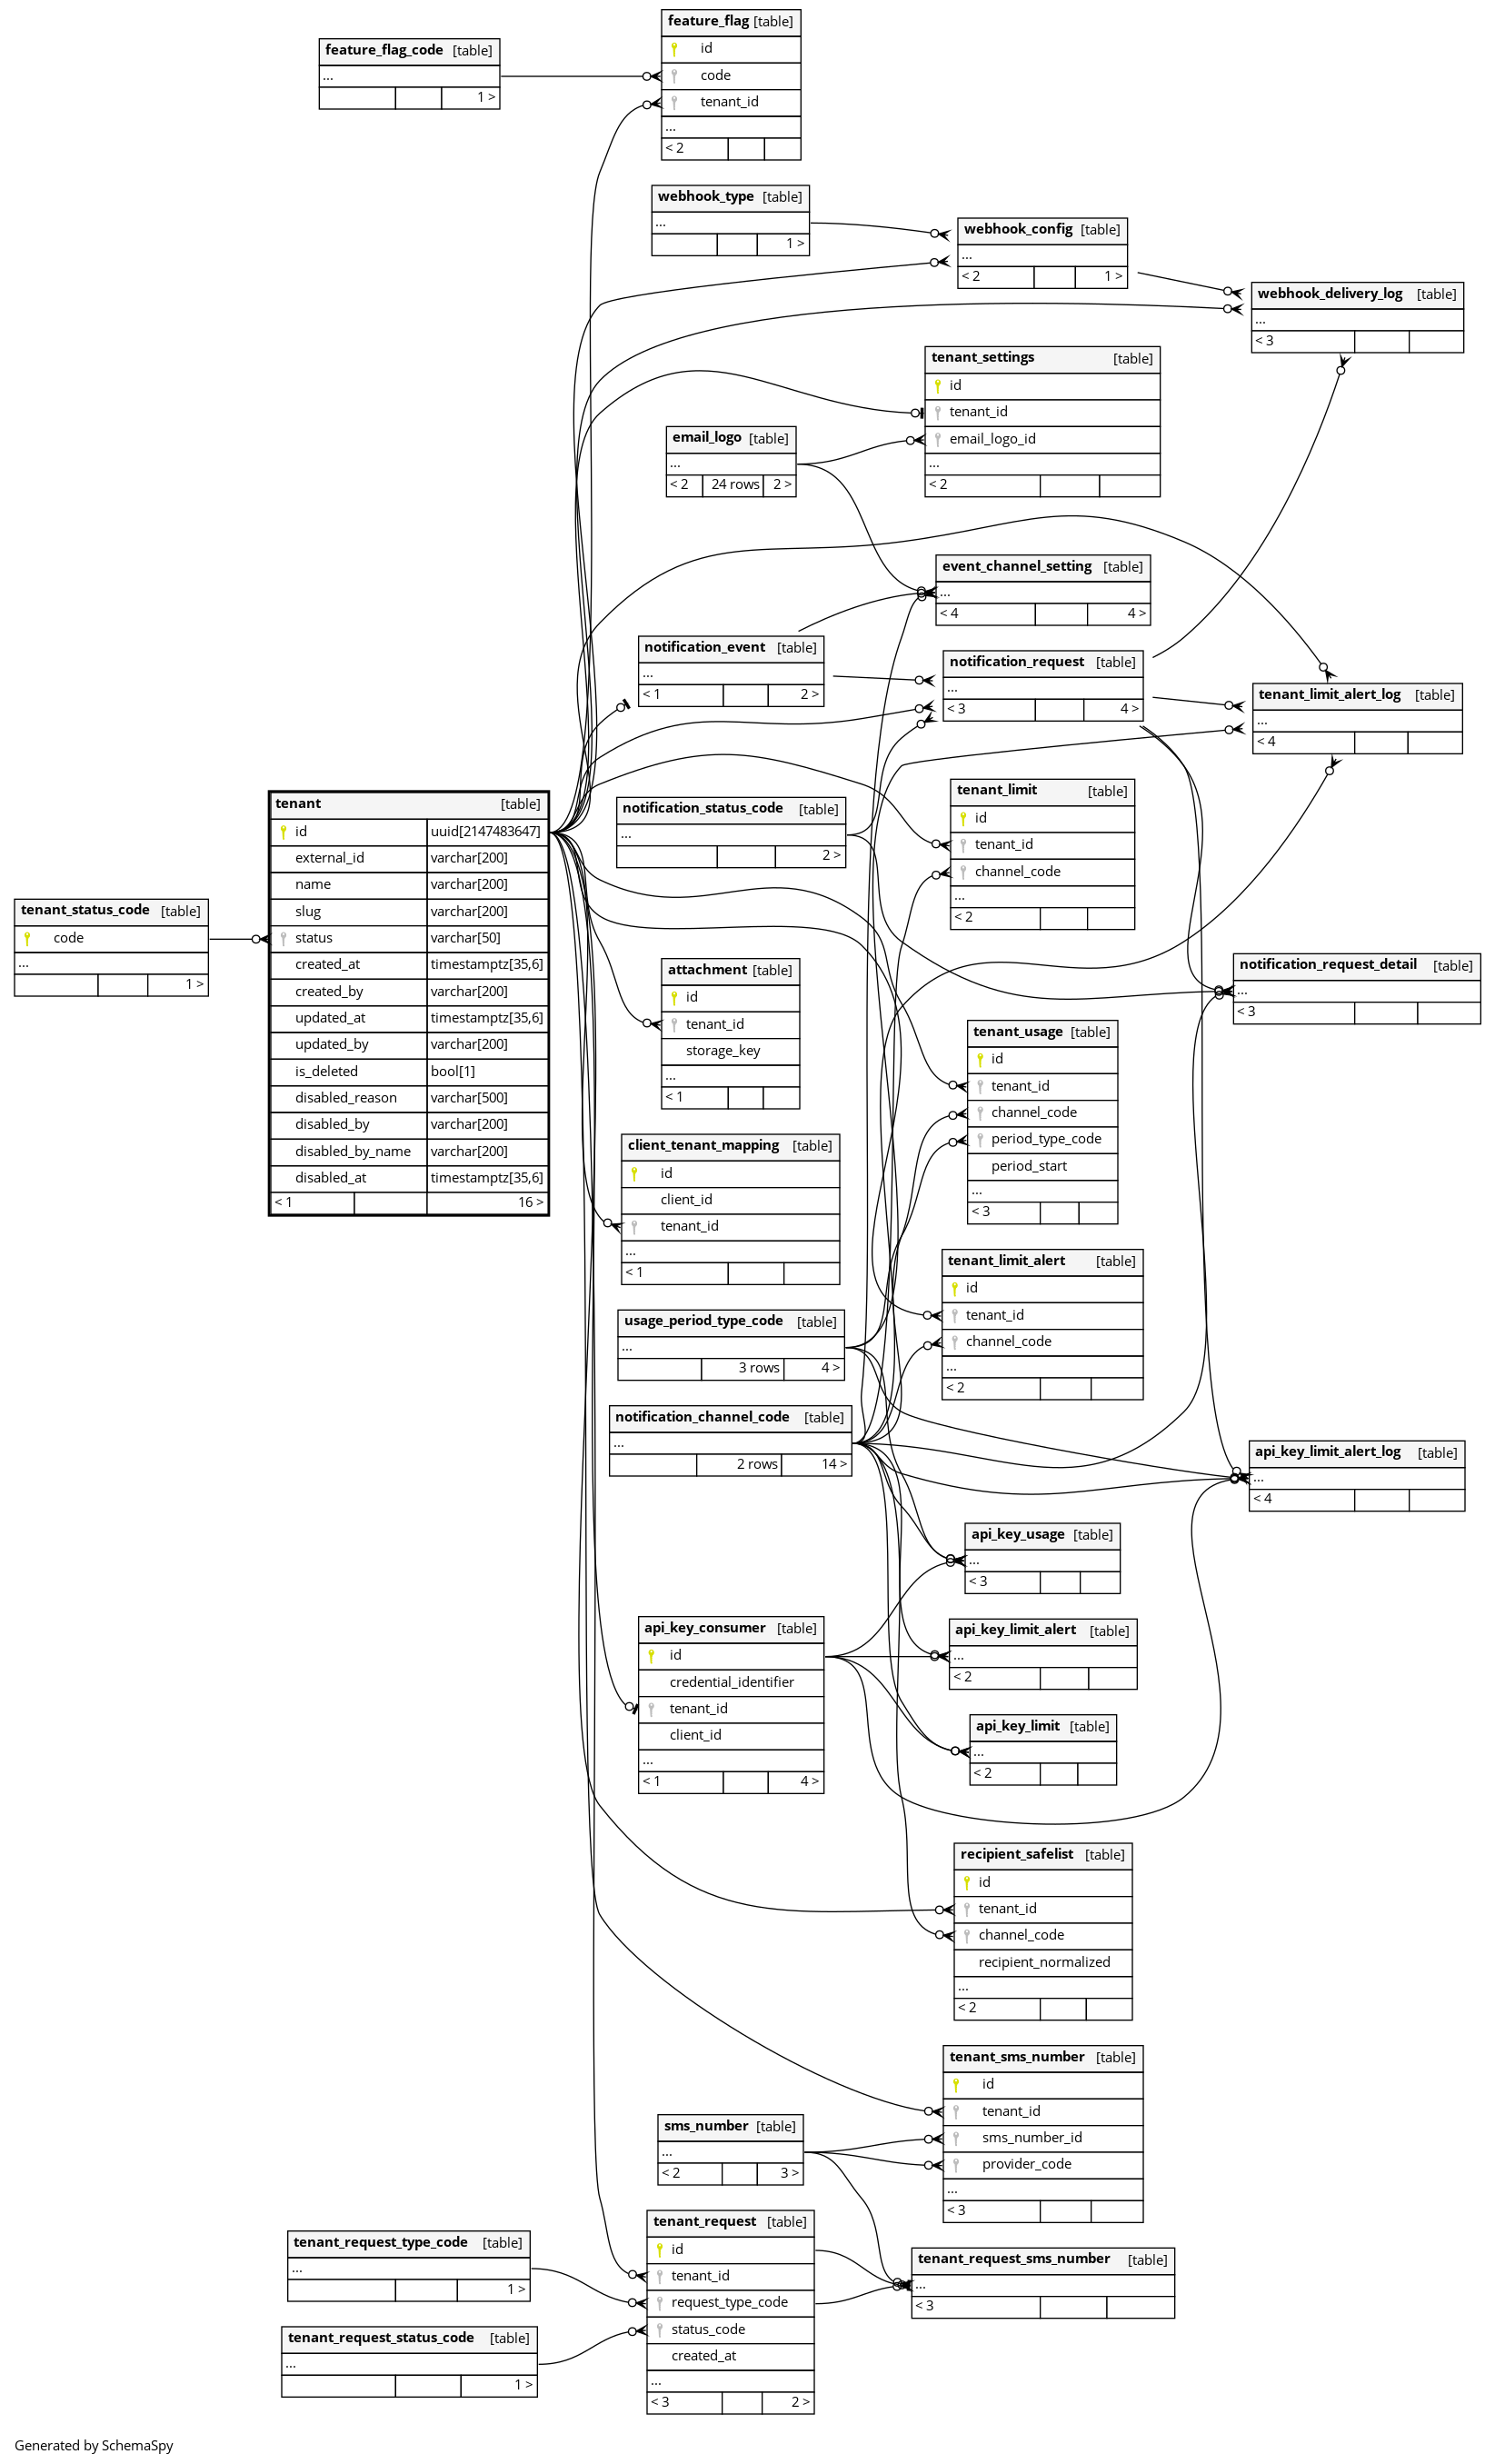 feature_flag_code [table]
...
1 >
feature_flag [table]
id
code
tenant_id
...
< 2
webhook_type [table]
...
1 >
webhook_config [table]
...
< 2 1 >
webhook_delivery_log [table]
...
< 3
tenant_settings [table]
id
tenant_id
email_logo_id
...
< 2
email_logo [table]
...
< 2 24 rows 2 >
event_channel_setting [table]
...
< 4 4 >
notification_event [table]
...
< 1 2 >
notification_request [table]
...
< 3 4 >
tenant_limit_alert_log [table]
...
< 4
tenant [table]
id uuid[2147483647]
external_id varchar[200]
name varchar[200]
slug varchar[200]
status varchar[50]
created_at timestamptz[35,6]
created_by varchar[200]
updated_at timestamptz[35,6]
updated_by varchar[200]
is_deleted bool[1]
disabled_reason varchar[500]
disabled_by varchar[200]
disabled_by_name varchar[200]
disabled_at timestamptz[35,6]
< 1 16 >
tenant_status_code [table]
code
...
1 >
notification_status_code [table]
...
2 >
tenant_limit [table]
id
tenant_id
channel_code
...
< 2
attachment [table]
id
tenant_id
storage_key
...
< 1
notification_request_detail [table]
...
< 3
tenant_usage [table]
id
tenant_id
channel_code
period_type_code
period_start
...
< 3
client_tenant_mapping [table]
id
client_id
tenant_id
...
< 1
tenant_limit_alert [table]
id
tenant_id
channel_code
...
< 2
usage_period_type_code [table]
...
3 rows 4 >
notification_channel_code [table]
...
2 rows 14 >
api_key_limit_alert_log [table]
...
< 4
api_key_usage [table]
...
< 3
api_key_consumer [table]
id
credential_identifier
tenant_id
client_id
...
< 1 4 >
api_key_limit_alert [table]
...
< 2
api_key_limit [table]
...
< 2
recipient_safelist [table]
id
tenant_id
channel_code
recipient_normalized
...
< 2
tenant_sms_number [table]
id
tenant_id
sms_number_id
provider_code
...
< 3
sms_number [table]
...
< 2 3 >
tenant_request [table]
id
tenant_id
request_type_code
status_code
created_at
...
< 3 2 >
tenant_request_type_code [table]
...
1 >
tenant_request_sms_number [table]
...
< 3
tenant_request_status_code [table]
...
1 >
Generated by SchemaSpy